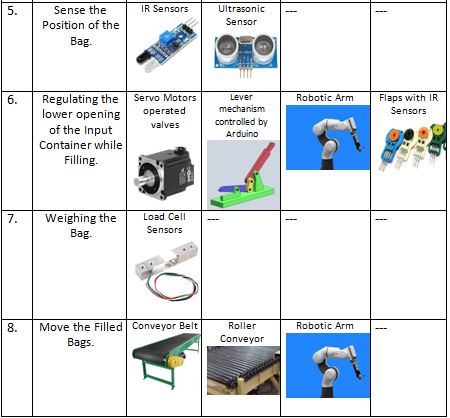 5.
Sense the
Position of the
Bag.
IR Sensors
Ultrasonic
Sensor
---
---
6.
Regulating the
lower opening
of the Input
Container while
Filling.
Servo Motors
operated
valves
Lever
mechanism
controlled by
Arduino
Robotic Arm
Flaps with IR
Sensors
7.
Weighing the
Bag.
Load Cell
Sensors
---
---
---
8.
Move the Filled
Bags.
Conveyor Belt
Roller
Conveyor
Robotic Arm
---